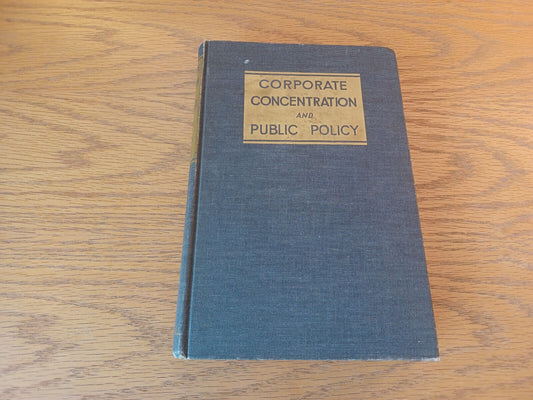 CORPORATE
CONCENTRATION
AND
PUBLIC POLICY